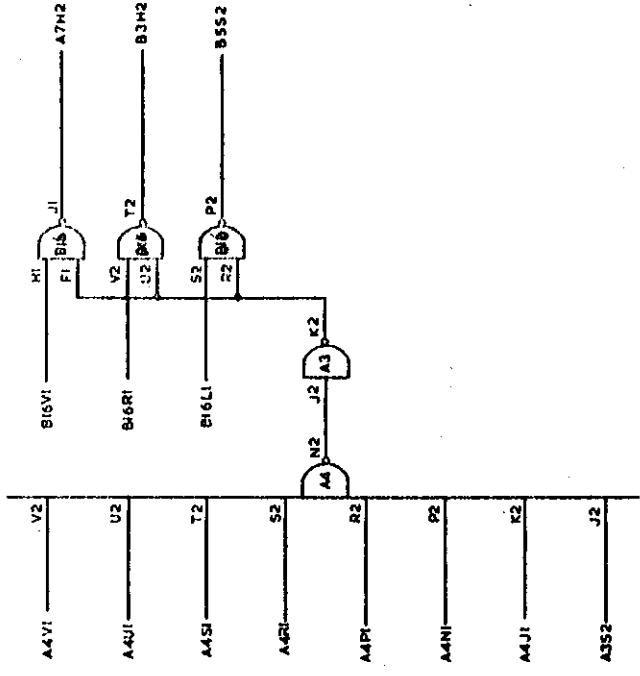 A7H2
B3H2
B5S2
H1
F1
J1
B16
V2
U2
T2
B16
S2
R2
P2
B16
B16V1
B16R1
B16L1
K2
A3
J2
N2
A4
V2
U2
T2
S2
R2
P2
K2
J2
A4V1
A4U1
A4S1
A4R1
A4P1
A4N1
A4J1
A3S2